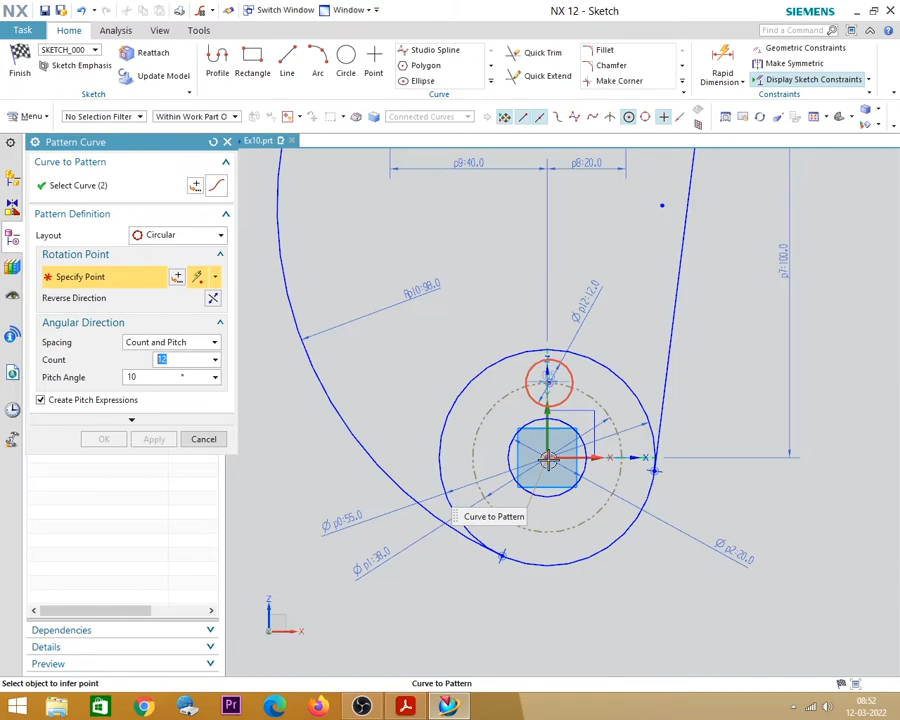 NX
Switch Window
Window
NX 12 - Sketch
SIEMENS
Task
Home
Analysis
View
Tools
Find a Command
Finish
SKETCH_000
Sketch Emphasis
Reattach
Update Model
Profile
Rectangle
Line
Arc
Circle
Point
Studio Spline
Polygon
Ellipse
Quick Trim
Quick Extend
Fillet
Chamfer
Make Corner
Rapid
Dimension
Geometric Constraints
Make Symmetric
Display Sketch Constraints
Sketch
Curve
Constraints
Menu
No Selection Filter
Within Work Part O
Connected Curves
Pattern Curve
Ex10.prt
Curve to Pattern
Select Curve (2)
Pattern Definition
Layout
Circular
Rotation Point
Specify Point
Reverse Direction
Angular Direction
Spacing
Count and Pitch
Count
12
Pitch Angle
10
°
Create Pitch Expressions
OK
Apply
Cancel
p9:40.0
p8:20.0
p7:100.0
Rp10:98.0
Ø p12:12.0
Ø p0:55.0
Ø p1:38.0
Ø p2:20.0
X
X
Curve to Pattern
Z
X
Dependencies
Details
Preview
Select object to infer point
Curve to Pattern
Pr
08:52
12-03-2022